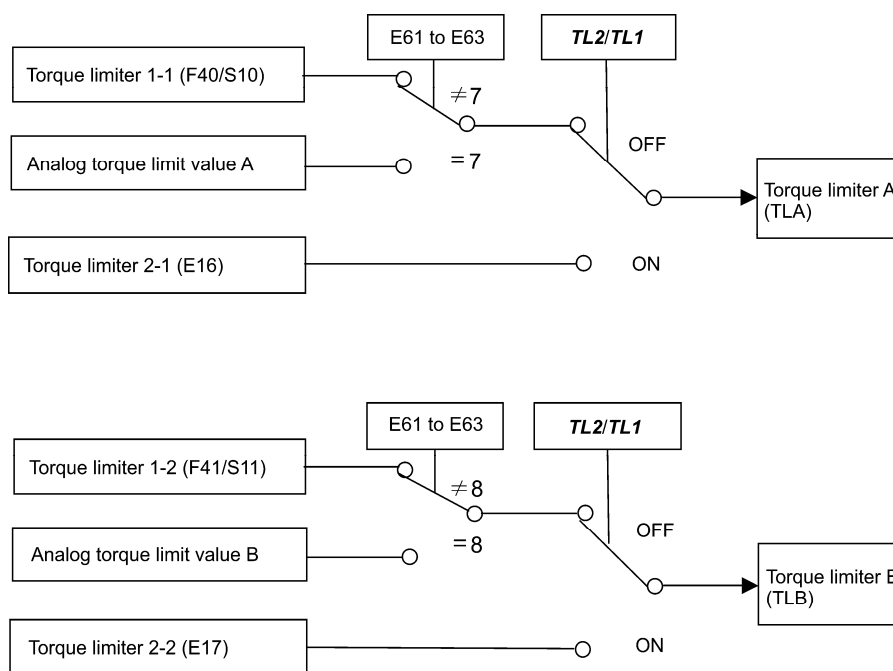 E61 to E63
TL2/TL1
Torque limiter 1-1 (F40/S10)
≠7
Analog torque limit value A
=7
OFF
Torque limiter A
(TLA)
Torque limiter 2-1 (E16)
ON
E61 to E63
TL2/TL1
Torque limiter 1-2 (F41/S11)
≠8
Analog torque limit value B
=8
OFF
Torque limiter B
(TLB)
Torque limiter 2-2 (E17)
ON